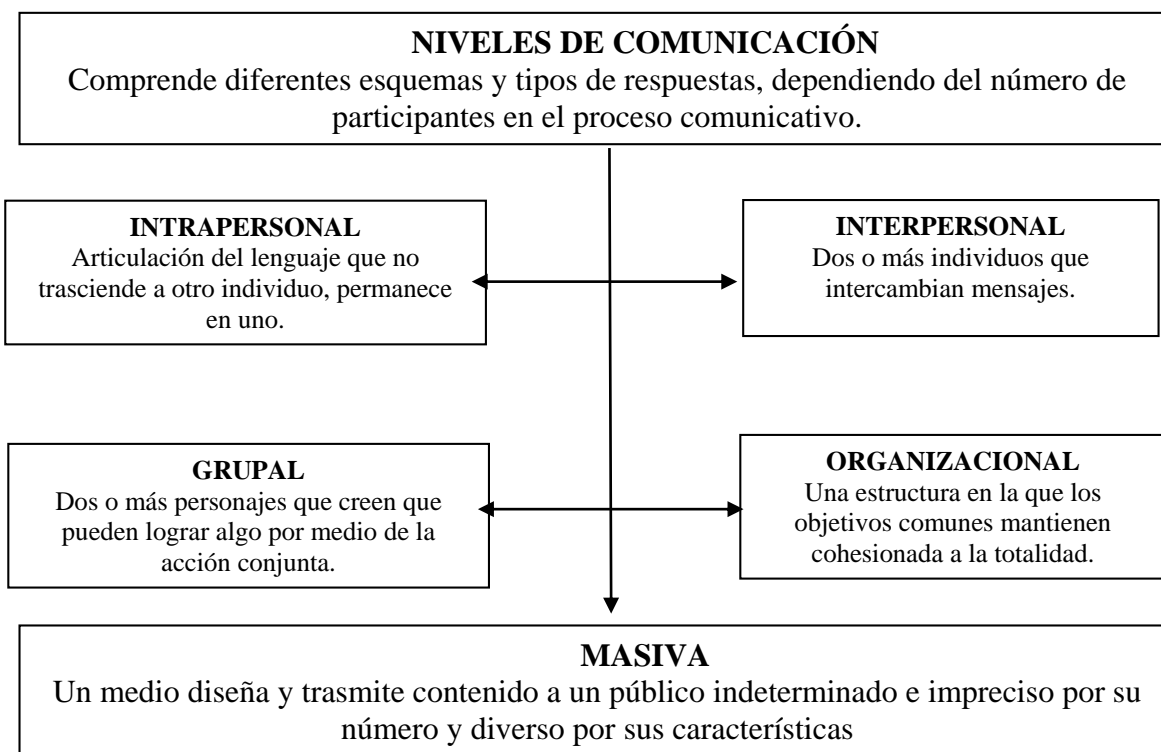 NIVELES DE COMUNICACIÓN
Comprende diferentes esquemas y tipos de respuestas, dependiendo del número de
participantes en el proceso comunicativo.
INTRAPERSONAL
Articulación del lenguaje que no
trasciende a otro individuo, permanece
en uno.
INTERPERSONAL
Dos o más individuos que
intercambian mensajes.
GRUPAL
Dos o más personajes que creen que
pueden lograr algo por medio de la
acción conjunta.
ORGANIZACIONAL
Una estructura en la que los
objetivos comunes mantienen
cohesionada a la totalidad.
MASIVA
Un medio diseña y trasmite contenido a un público indeterminado e impreciso por su
número y diverso por sus características